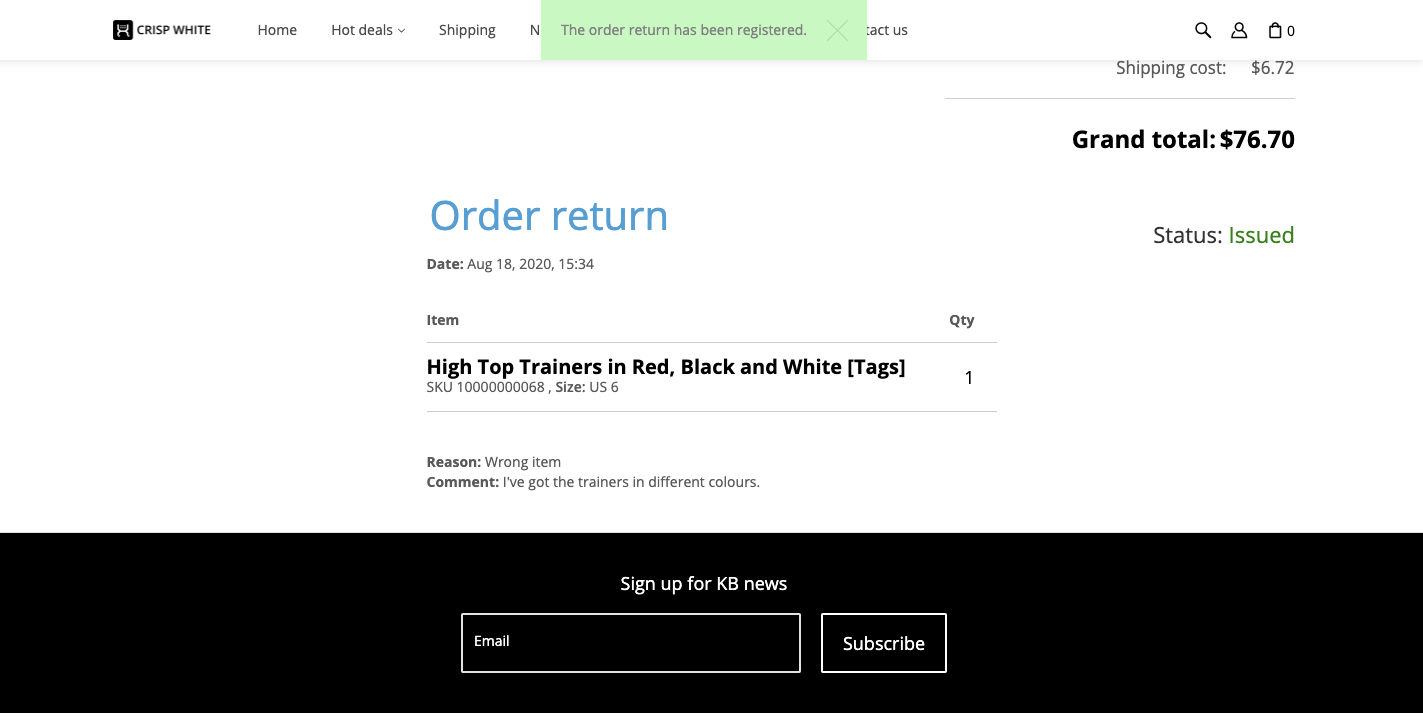 CRISP WHITE Home Hot deals Shipping N The order return has been registered. tact us 0
Shipping cost: $6.72
Grand total: $76.70
Order return
Status: Issued
Date: Aug 18, 2020, 15:34
Item Qty
High Top Trainers in Red, Black and White [Tags]
SKU 10000000068 , Size: US 6
1
Reason: Wrong item
Comment: I've got the trainers in different colours.
Sign up for KB news
Email Subscribe